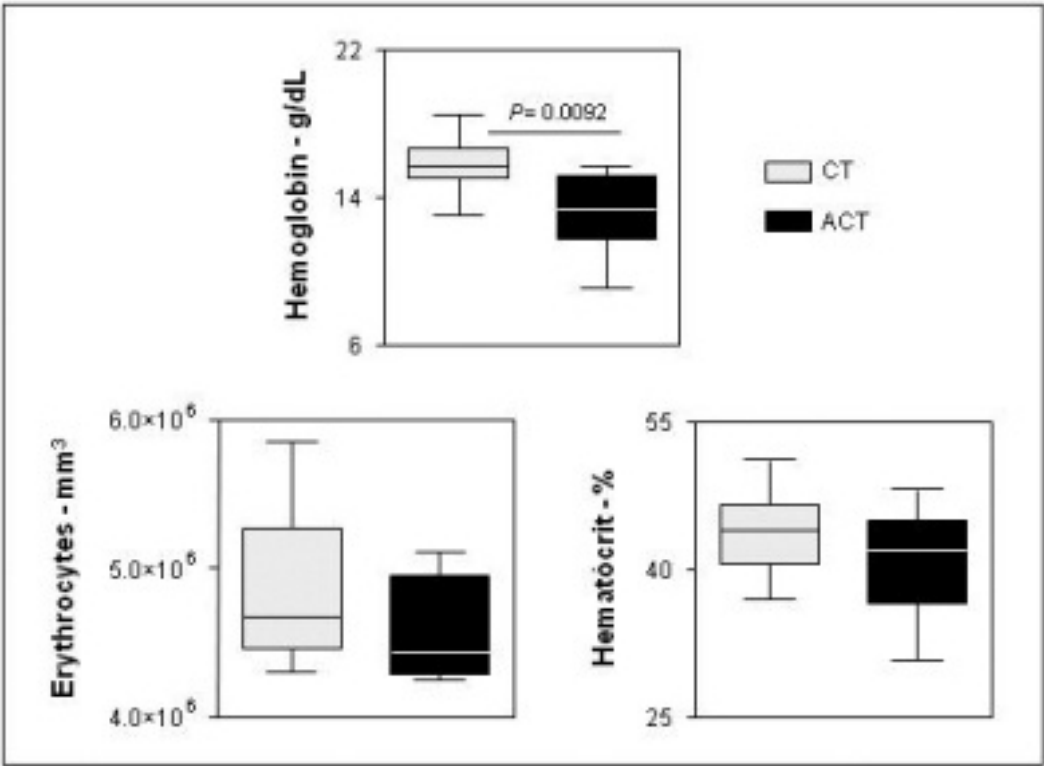 Hemoglobin - g/dL
22
14
6
P= 0.0092
CT
ACT
Erythrocytes - mm³
6.0×10⁶
5.0×10⁶
4.0×10⁶
Hematócrit - %
55
40
25